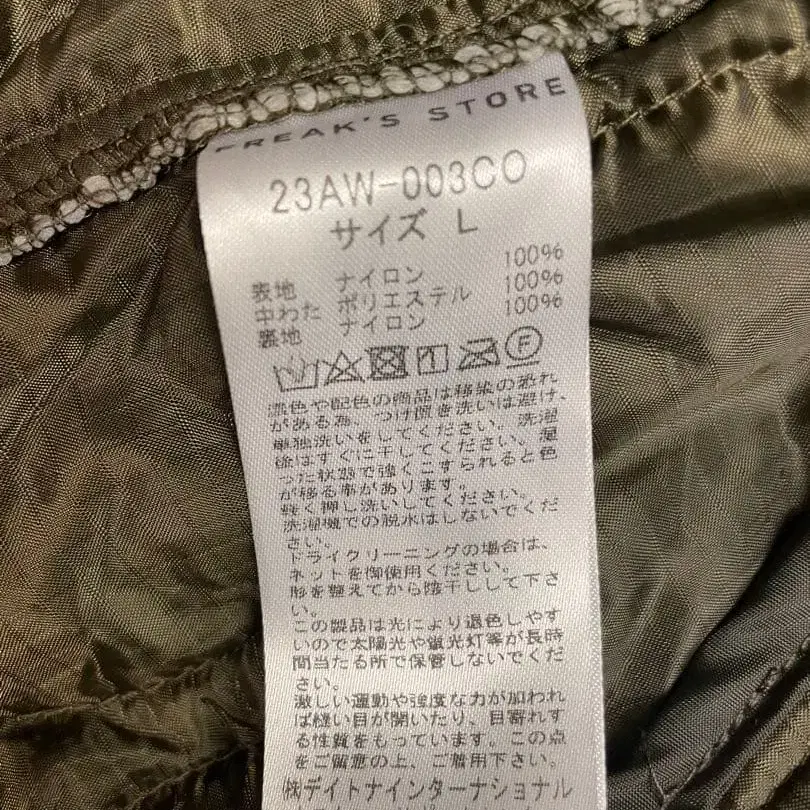 FREAK'S STORE
23AW-003CO
サイズ L
表地 ナイロン 100%
中わた ポリエステル 100%
裏地 ナイロン 100%
F
濃色や配色の商品は移染の恐れ
がある為、つけ置き洗いは避け、
単独洗いをしてください。洗濯
後はすぐに干してください。湿
った状態で強くこすられると色
が移る事があります。
軽く押し洗いしてください。
洗濯機での脱水はしないでくだ
さい。
ドライクリーニングの場合は、
ネットを御使用ください。
形を整えてから陰干しして下さ
い。
この製品は光により退色しやす
いので太陽光や蛍光灯等が長時
間当たる所で保管しないでくだ
さい。
激しい運動や強度な力が加われ
ば縫い目が開いたり、目寄れす
る性質をもっています。この点
をご留意の上、ご着用下さい。
㈱デイトナインターナショナル